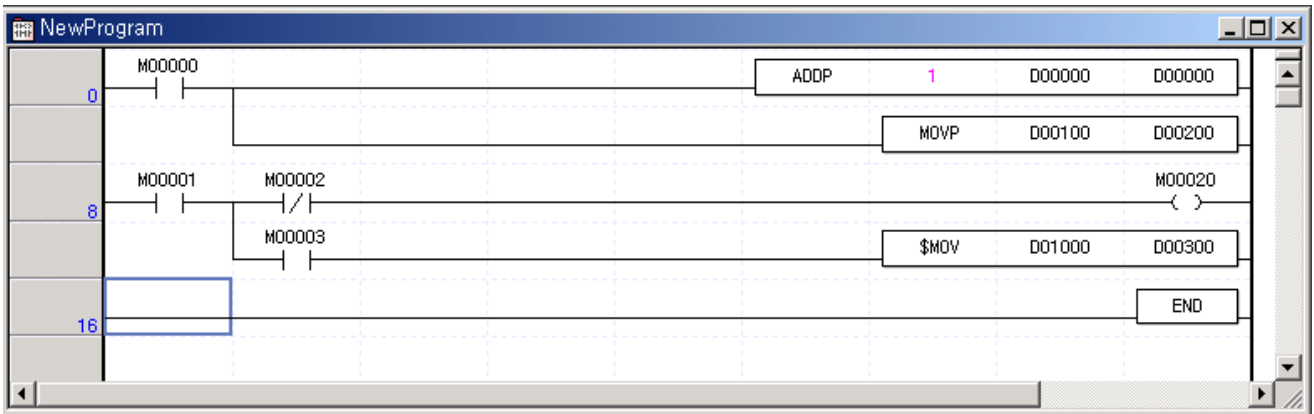 NewProgram
M00000
0
ADDP 1 D00000 D00000
MOVP D00100 D00200
M00001 M00002 M00020
8
M00003
$MOV D01000 D00300
16
END